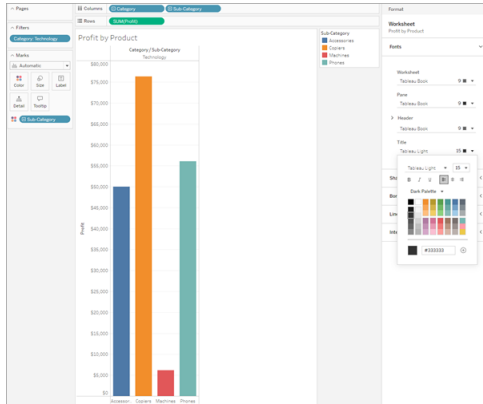 Pages
Columns
Category
Sub-Category
Rows
SUM(Profit)
Filters
Category: Technology
Marks
Automatic
Color
Size
Label
Detail
Tooltip
Sub-Category
Profit by Product
Category / Sub-Category
Technology
$80,000
$75,000
$70,000
$65,000
$60,000
$55,000
$50,000
$45,000
$40,000
$35,000
$30,000
$25,000
$20,000
$15,000
$10,000
$5,000
$0
Profit
Accessor..
Copiers
Machines
Phones
Sub-Category
Accessories
Copiers
Machines
Phones
Format
Worksheet
Profit by Product
Fonts
Worksheet
Tableau Book 9
Pane
Tableau Book 9
Header
Tableau Book 9
Title
Tableau Light 15
Tableau Light 15
B I U
Sha
Dark Palette
Bor
Line
Inte
#333333